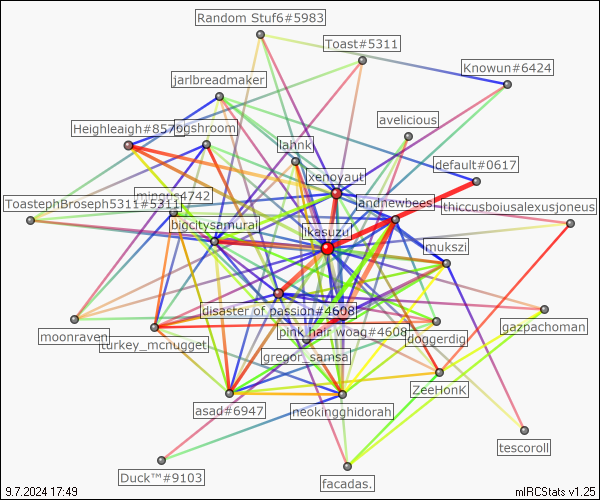 Random Stuf6#5983
Toast#5311
Knowun#6424
jarlbreadmaker
avelicious
Heighleaigh#857
ogshroom
lahnk
default#0617
xenoyaut
mingris4742
ToastephBroseph5311#5311
andnewbees
thiccusboiusalexusjoneus
bigcitysamurai
ikasuzu
mukszi
disaster of passion#4608
pink hair woag#4608
gazpachoman
moonraven
turkey_mcnugget
doggerdig
gregor_samsa
ZeeHonK
asad#6947
neokingghidorah
tescoroll
Duck™#9103
facadas.
9.7.2024 17:49
mIRCStats v1.25